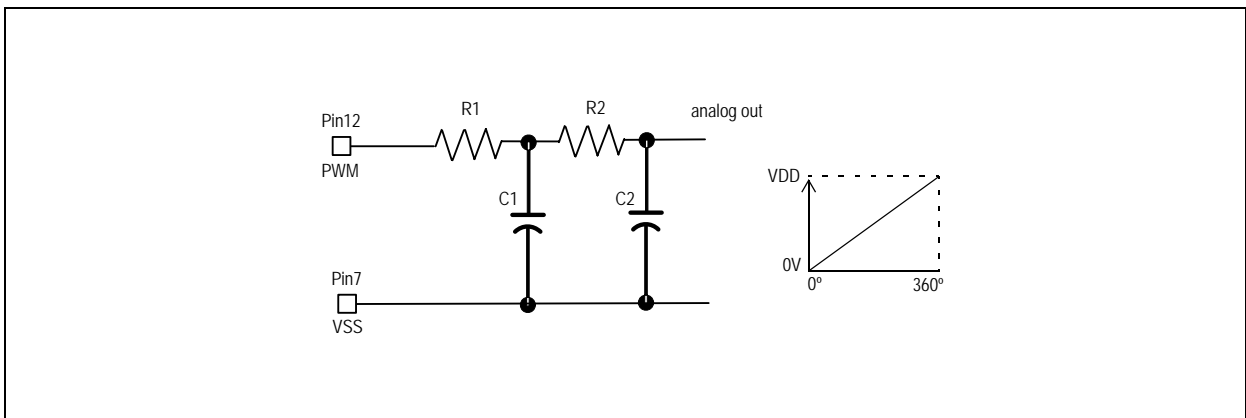 R1
R2
analog out
Pin12
PWM
VDD
C1
C2
0V
0º
360º
Pin7
VSS